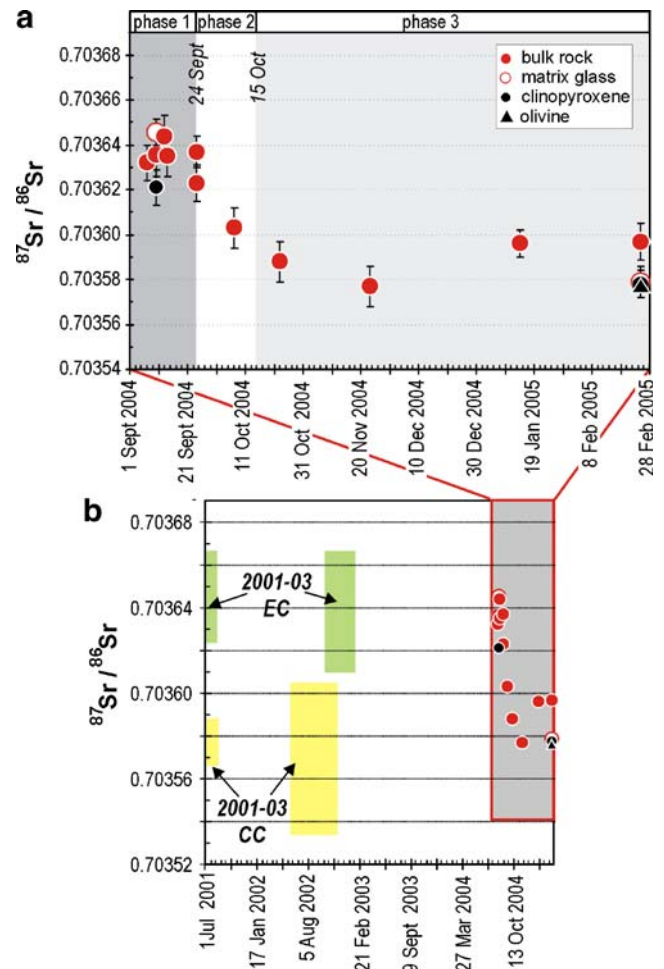 a
phase 1 phase 2 phase 3
24 Sept
15 Oct
bulk rock
matrix glass
clinopyroxene
olivine
87Sr / 86Sr
0.70368
0.70366
0.70364
0.70362
0.70360
0.70358
0.70356
0.70354
1 Sept 2004
21 Sept 2004
11 Oct 2004
31 Oct 2004
20 Nov 2004
10 Dec 2004
30 Dec 2004
19 Jan 2005
8 Feb 2005
28 Feb 2005
b
87Sr / 86Sr
0.70368
0.70364
0.70360
0.70356
0.70352
2001-03
EC
2001-03
CC
1 Jul 2001
17 Jan 2002
5 Aug 2002
21 Feb 2003
9 Sept 2003
27 Mar 2004
13 Oct 2004